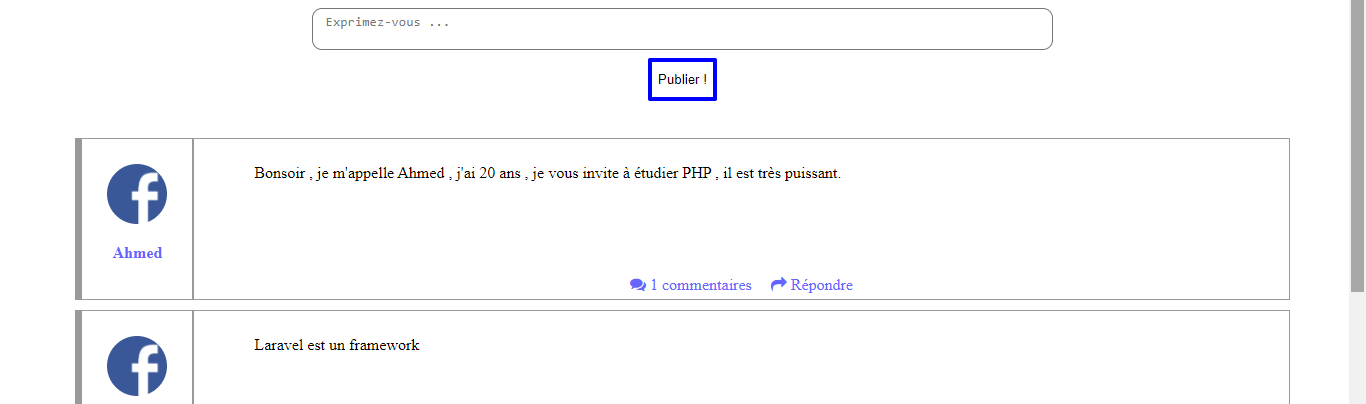 Exprimez-vous ...
Publier !
Bonsoir , je m'appelle Ahmed , j'ai 20 ans , je vous invite à étudier PHP , il est très puissant.
Ahmed
1 commentaires Répondre
Laravel est un framework